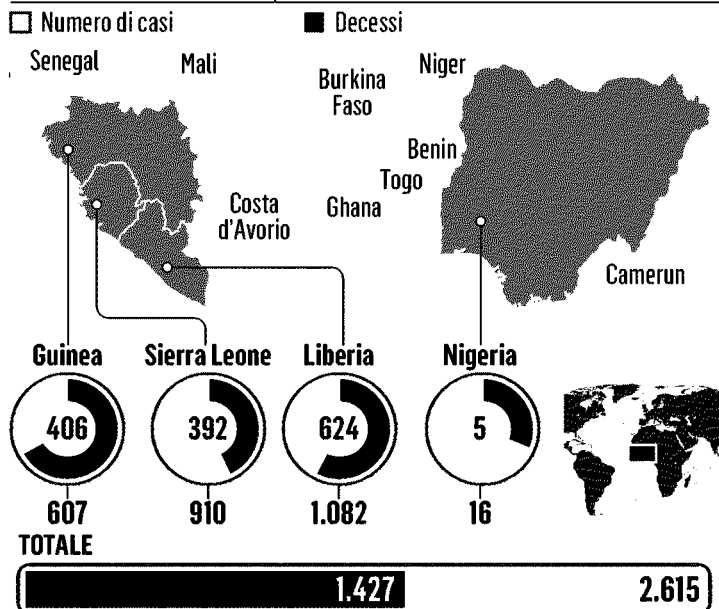 Numero di casi
Decessi
Senegal
Mali
Burkina
Faso
Niger
Benin
Togo
Ghana
Costa
d'Avorio
Camerun
Guinea
Sierra Leone
Liberia
Nigeria
406
392
624
5
607
910
1.082
16
TOTALE
1.427
2.615